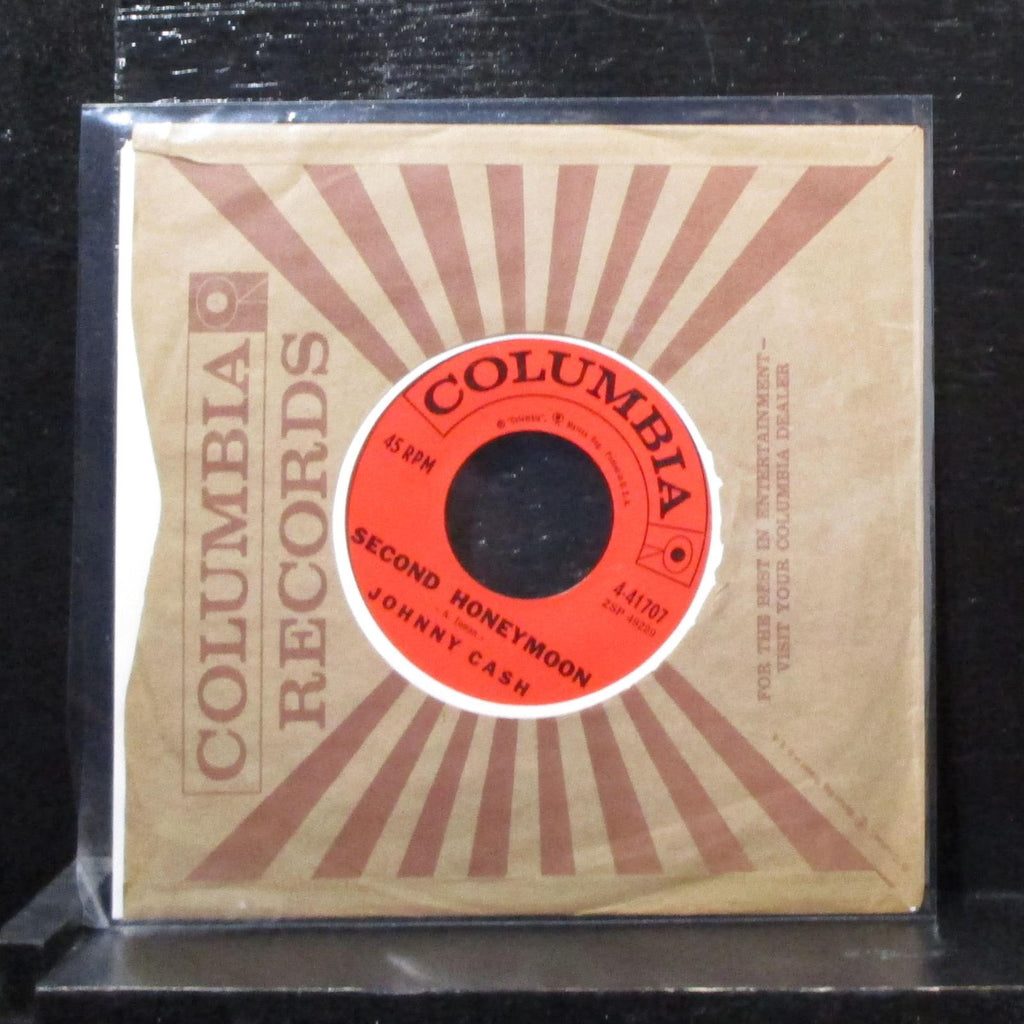 COLUMBIA
RECORDS
COLUMBIA
45 RPM
SECOND HONEYMOON
JOHNNY CASH
4-41707
ZSP 49229
FOR THE BEST IN ENTERTAINMENT-
VISIT YOUR COLUMBIA DEALER